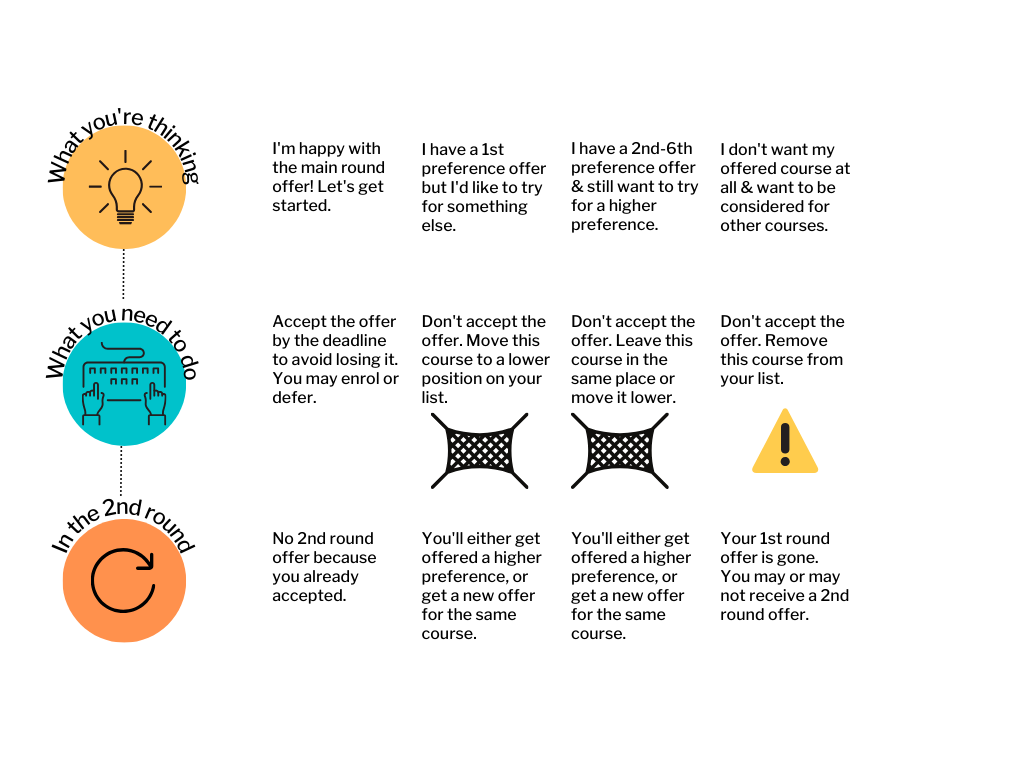 What you're thinking
I'm happy with
the main round
offer! Let's get
started.
I have a 1st
preference offer
but I'd like to try
for something
else.
I have a 2nd-6th
preference offer
& still want to try
for a higher
preference.
I don't want my
offered course at
all & want to be
considered for
other courses.
What you need to do
Accept the offer
by the deadline
to avoid losing it.
You may enrol or
defer.
Don't accept the
offer. Move this
course to a lower
position on your
list.
Don't accept the
offer. Leave this
course in the
same place or
move it lower.
Don't accept the
offer. Remove
this course from
your list.
In the 2nd round
No 2nd round
offer because
you already
accepted.
You'll either get
offered a higher
preference, or
get a new offer
for the same
course.
You'll either get
offered a higher
preference, or
get a new offer
for the same
course.
Your 1st round
offer is gone.
You may or may
not receive a 2nd
round offer.